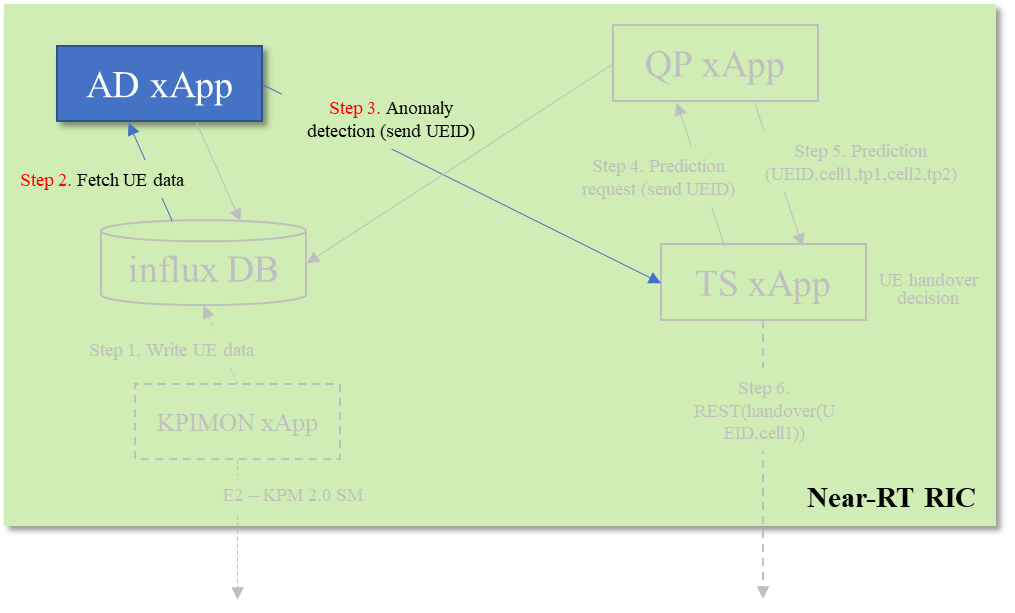 AD xApp
QP xApp
Step 3. Anomaly
detection (send UEID)
Step 2. Fetch UE data
Step 4. Prediction
request (send UEID)
Step 5. Prediction
(UEID,cell1,tp1,cell2,tp2)
influx DB
TS xApp
UE handover
decision
Step 1. Write UE data
KPIMON xApp
Step 6.
REST(handover(U
EID,cell1))
E2 – KPM 2.0 SM
Near-RT RIC